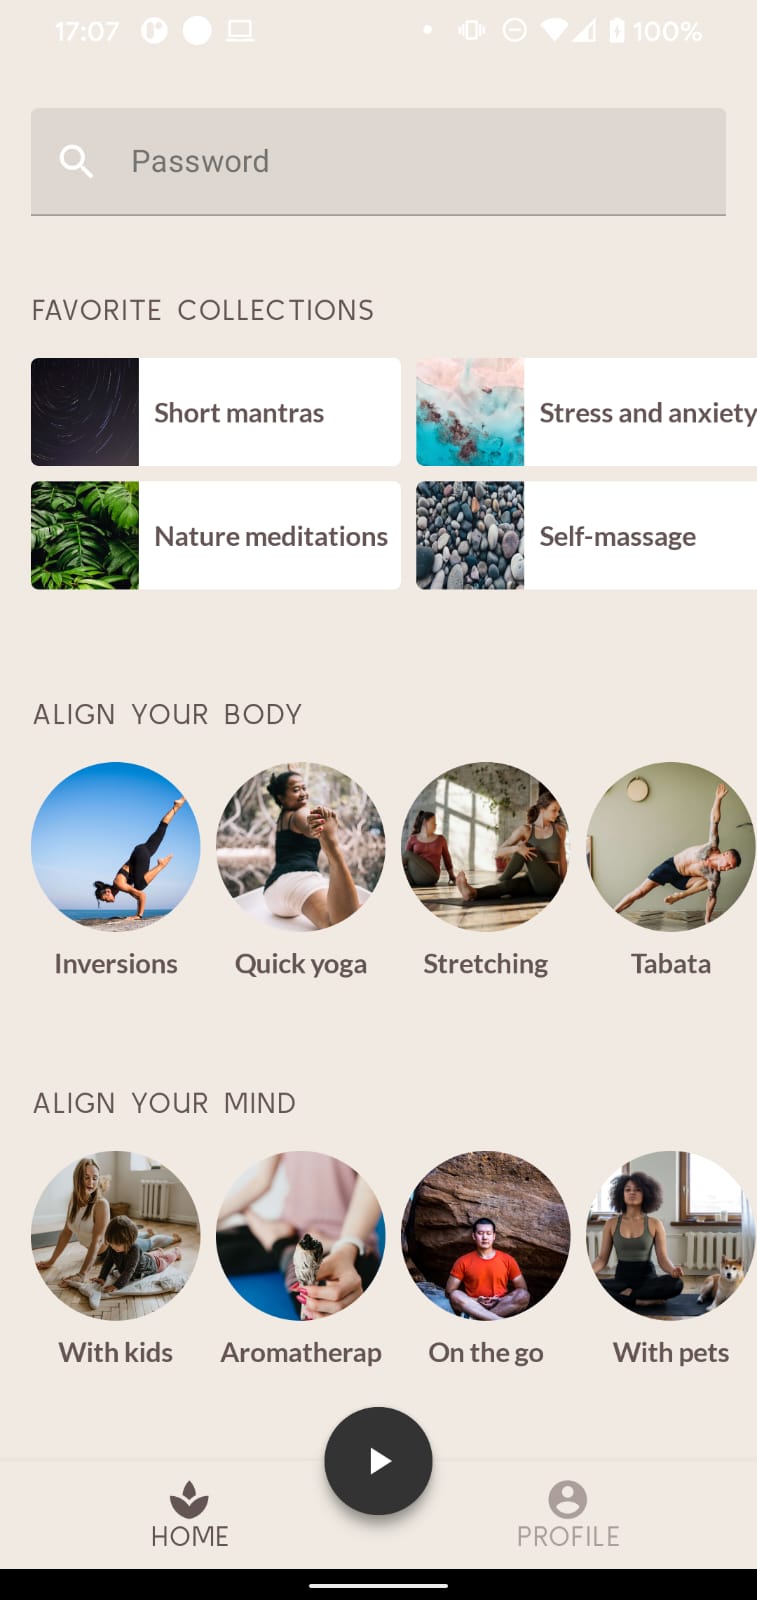 17:07 100%
Password
FAVORITE COLLECTIONS
Short mantras
Stress and anxiety
Nature meditations
Self-massage
ALIGN YOUR BODY
Inversions
Quick yoga
Stretching
Tabata
ALIGN YOUR MIND
With kids
Aromatherap
On the go
With pets
HOME
PROFILE